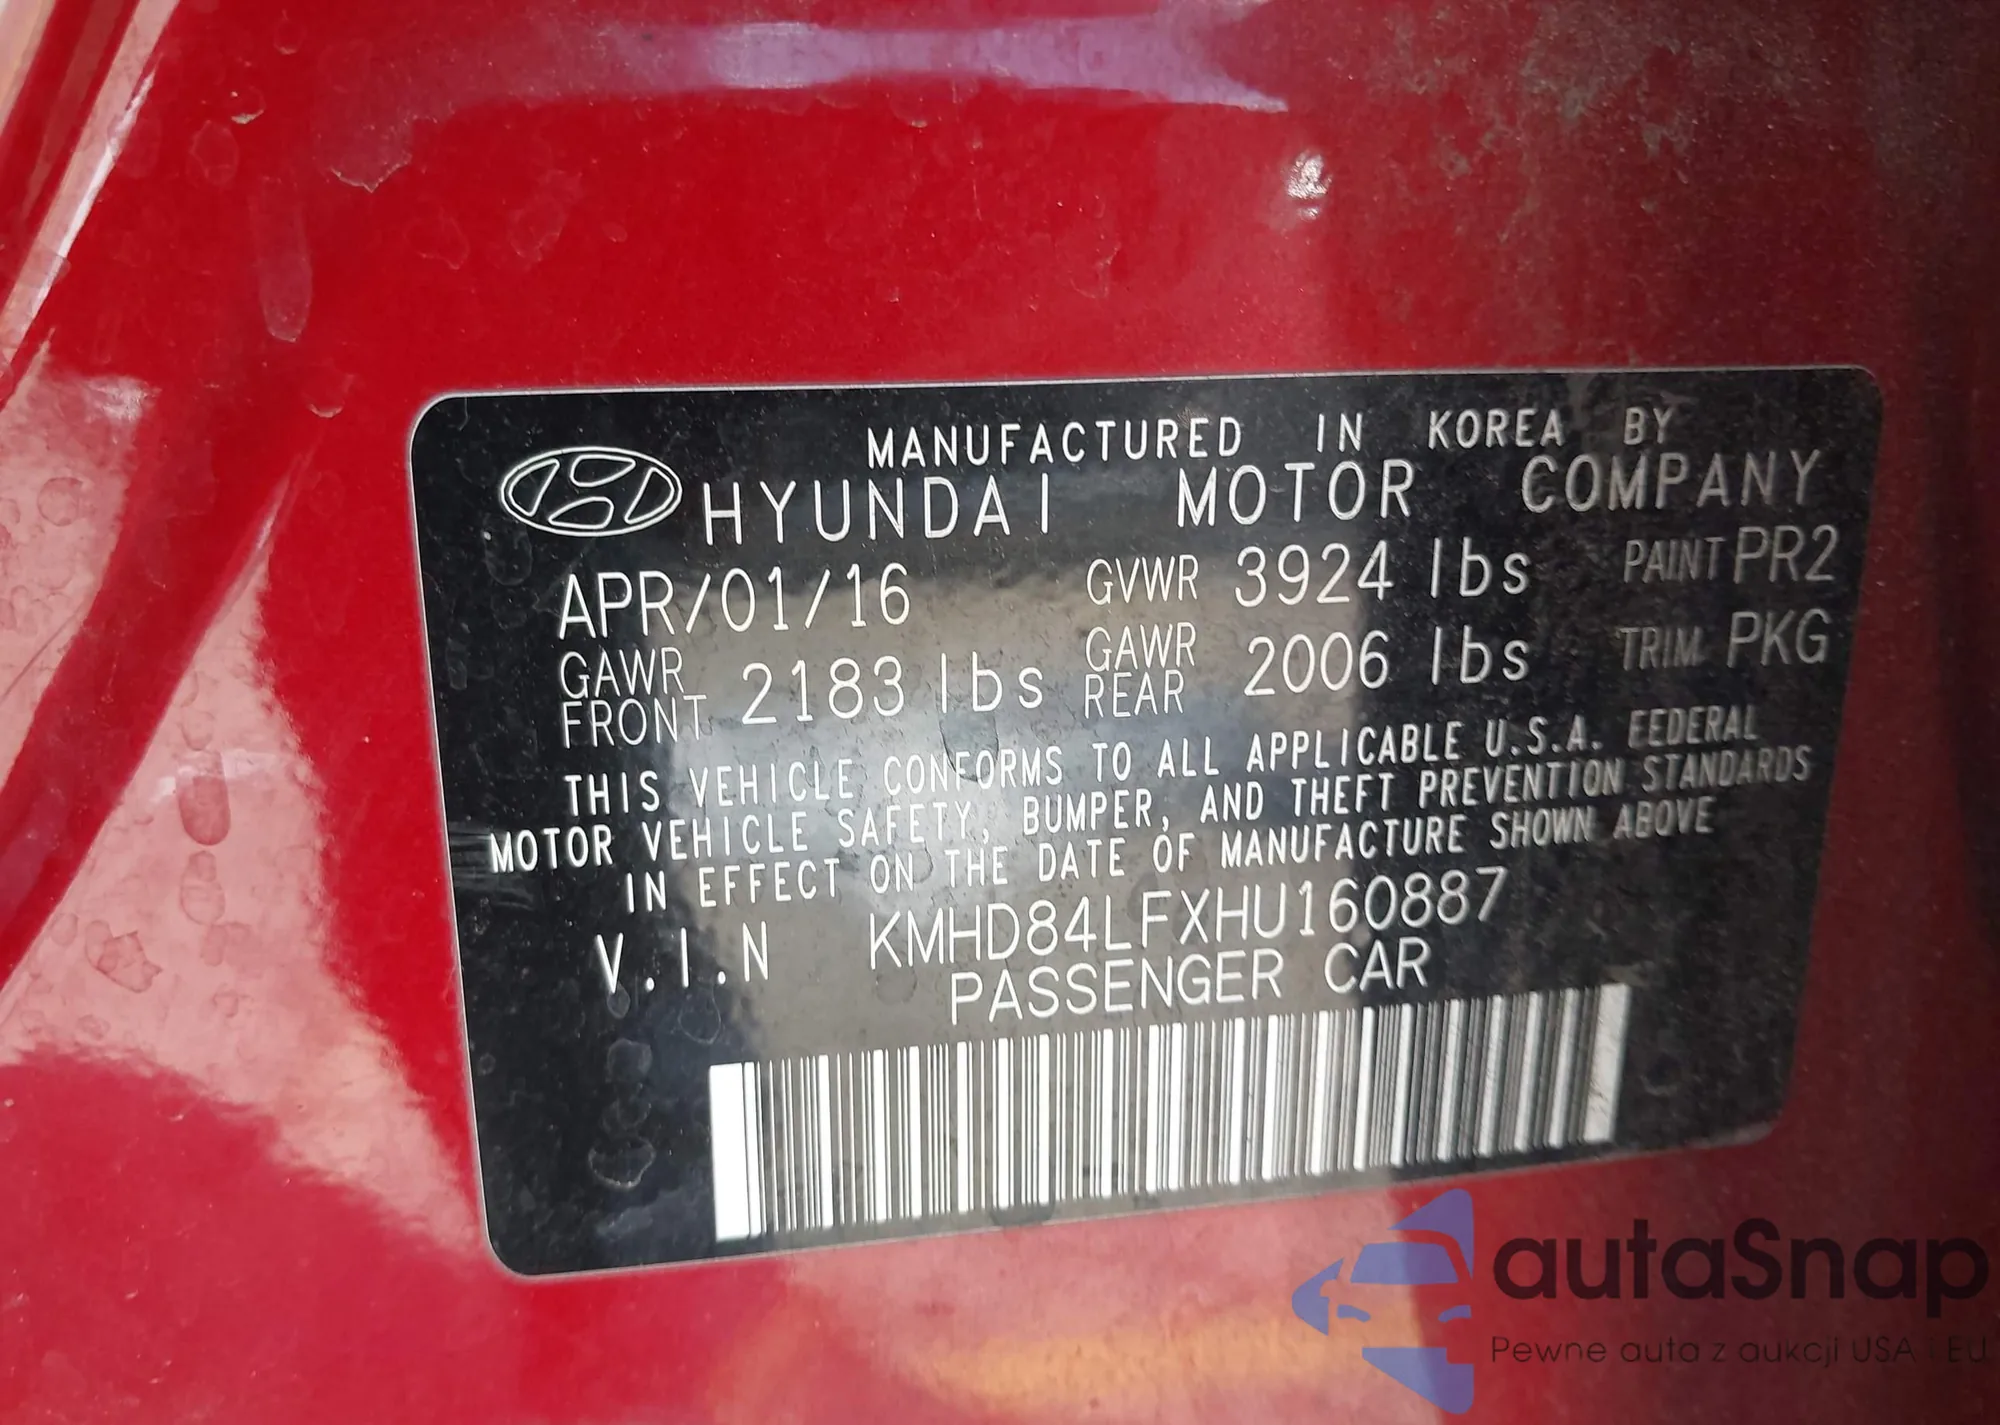 MANUFACTURED IN KOREA BY
HYUNDAI MOTOR COMPANY
APR/01/16 GVWR 3924 lbs PAINT PR2
GAWR FRONT 2183 lbs GAWR REAR 2006 lbs TRIM PKG
THIS VEHICLE CONFORMS TO ALL APPLICABLE U.S.A. FEDERAL
MOTOR VEHICLE SAFETY, BUMPER, AND THEFT PREVENTION STANDARDS
IN EFFECT ON THE DATE OF MANUFACTURE SHOWN ABOVE
V.I.N KMHD84LFXHU160887
PASSENGER CAR
autaSnap
Pewne auta z aukcji USA i EU